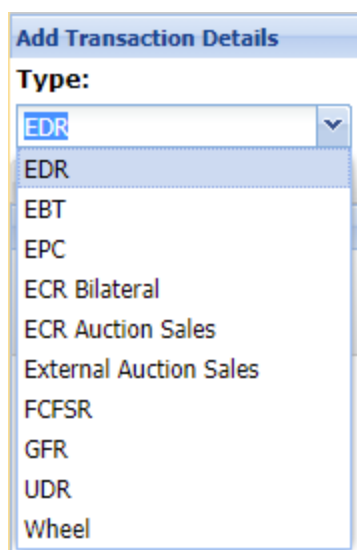 Add Transaction Details
Type:
EDR
EDR
EBT
EPC
ECR Bilateral
ECR Auction Sales
External Auction Sales
FCFSR
GFR
UDR
Wheel